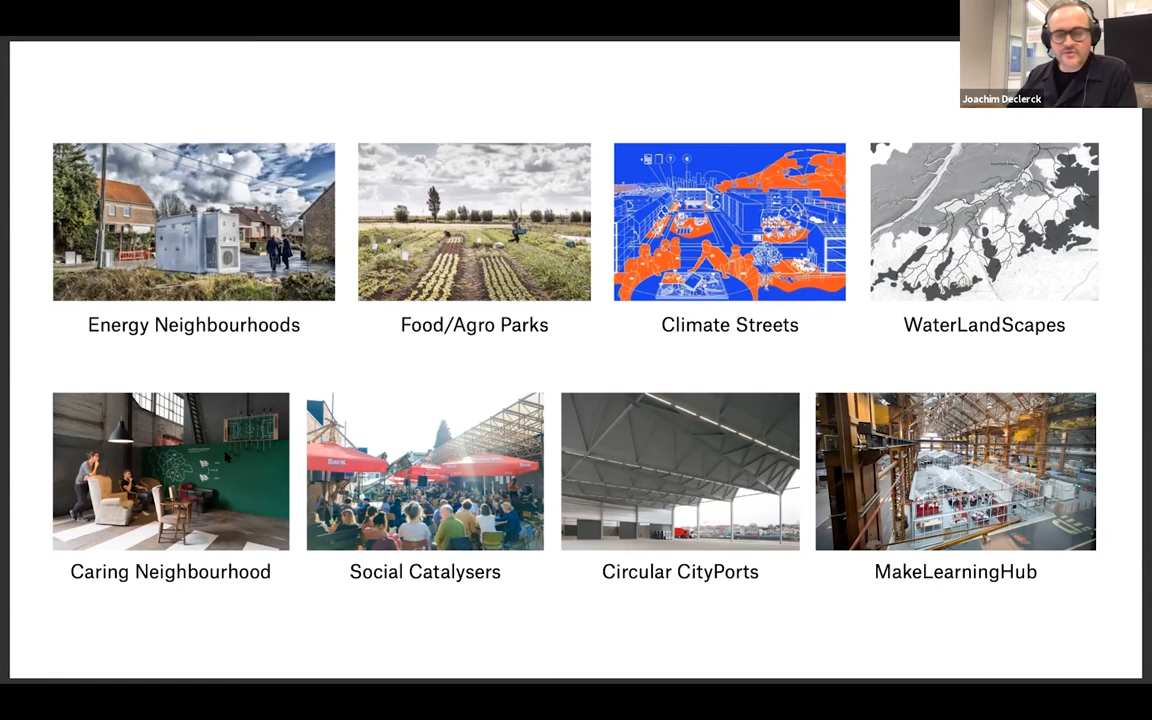 Joachim Declerck
Energy Neighbourhoods
Food/Agro Parks
Climate Streets
WaterLandScapes
Caring Neighbourhood
Social Catalysers
Circular CityPorts
MakeLearningHub